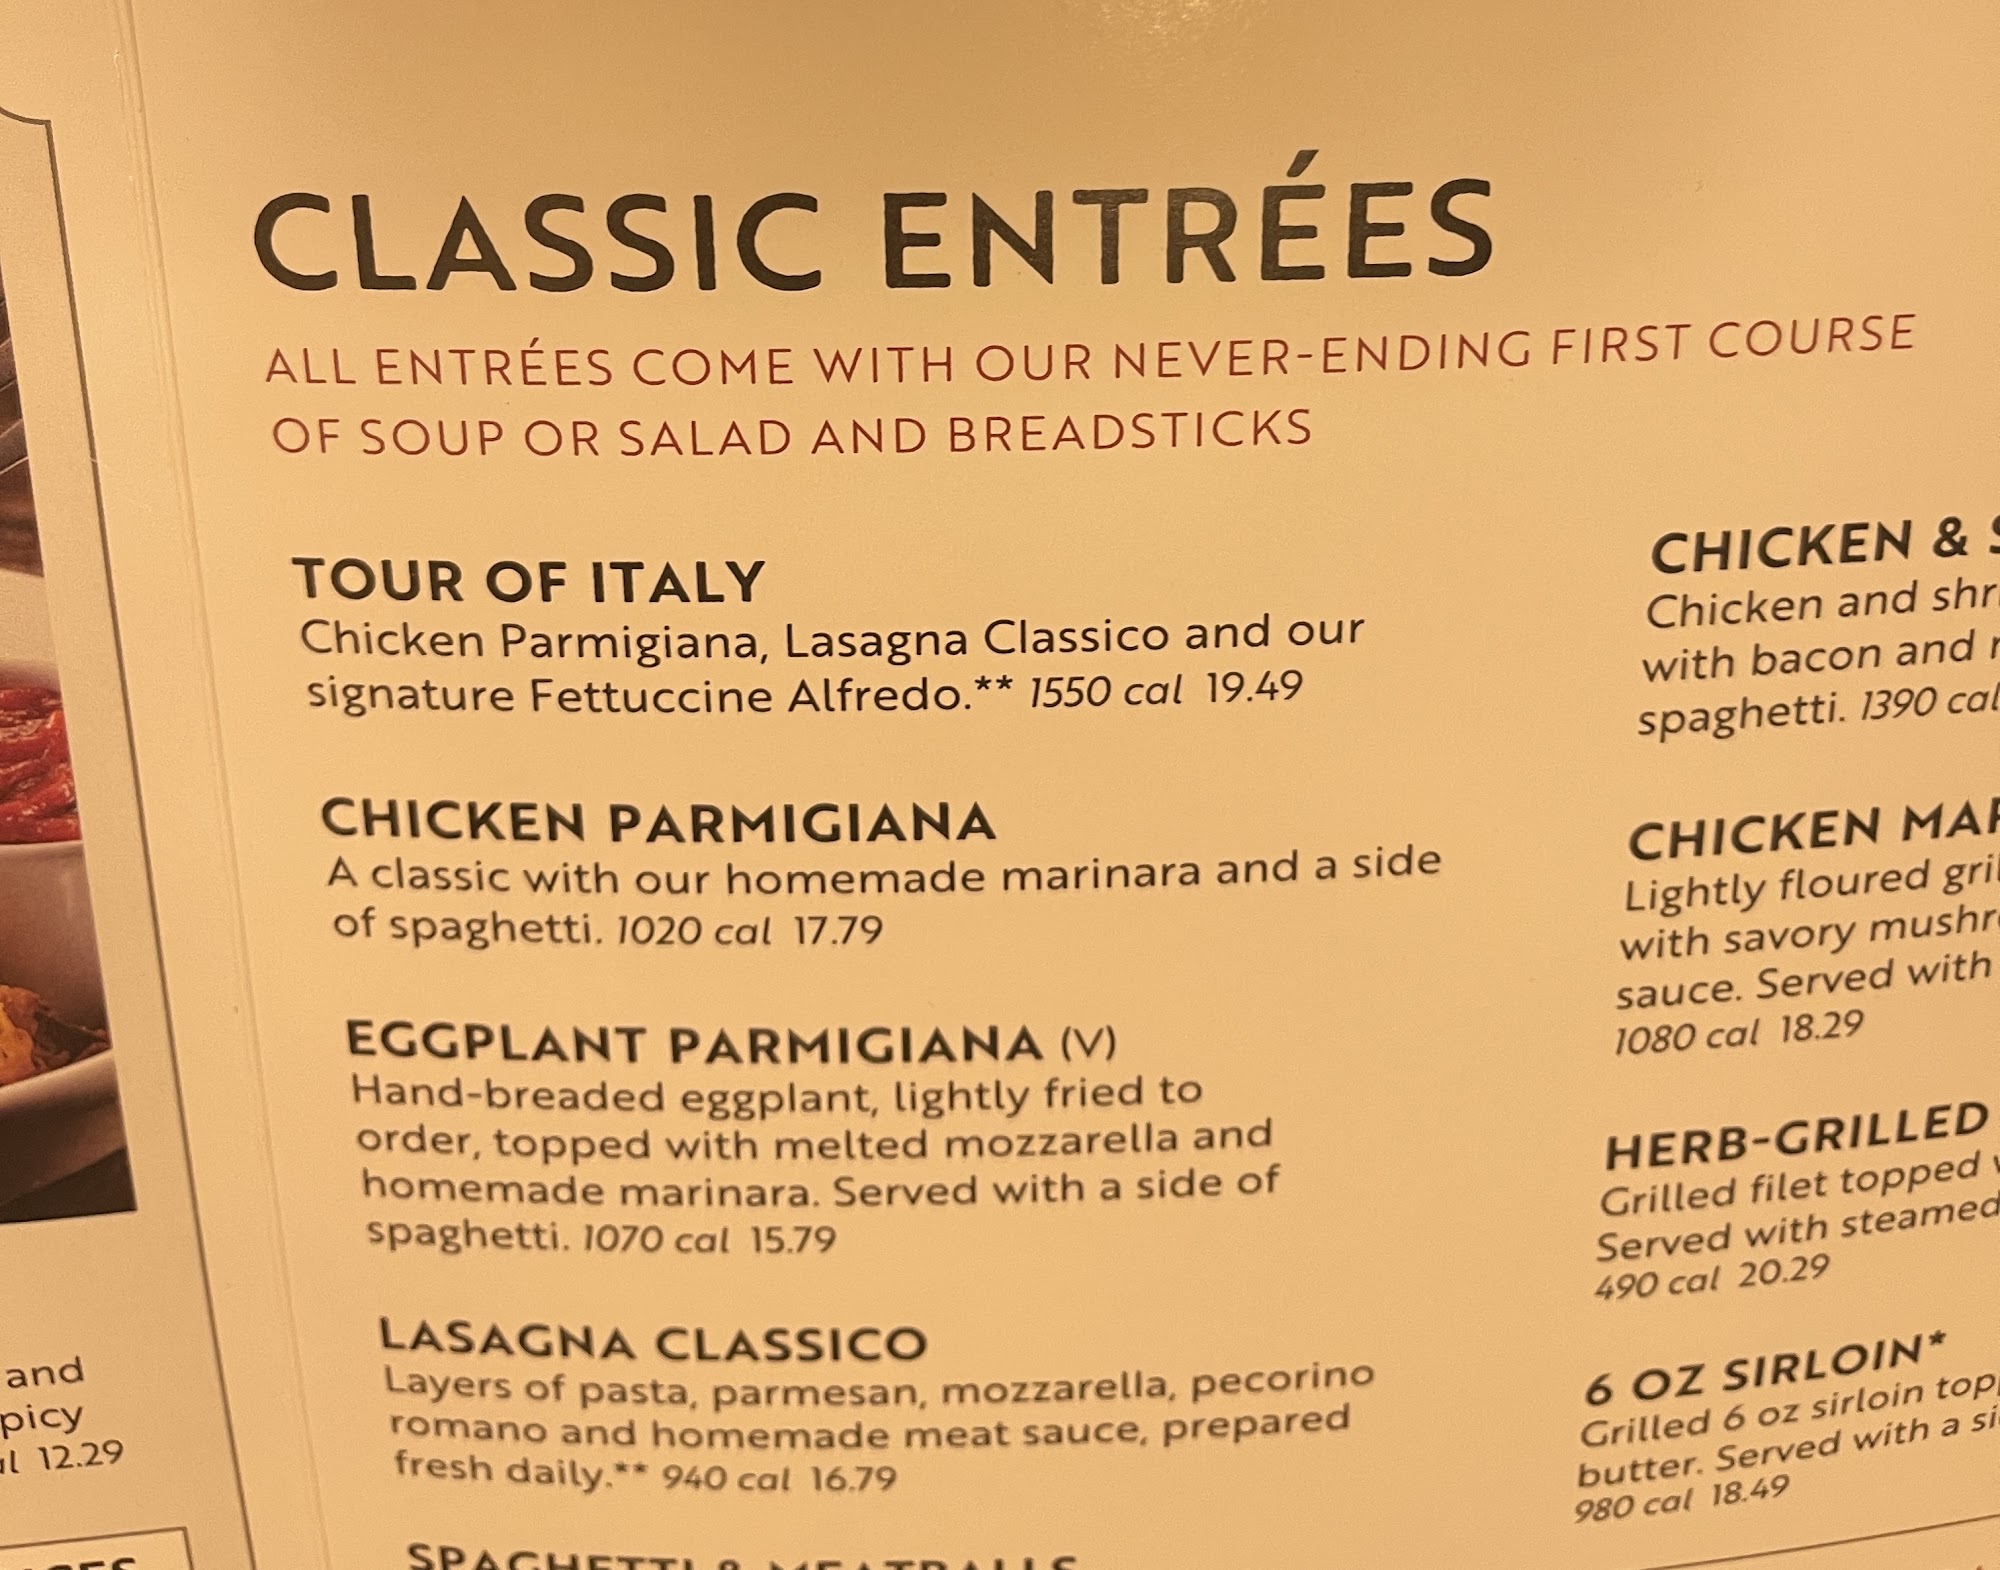 CLASSIC ENTRÉES
ALL ENTRÉES COME WITH OUR NEVER-ENDING FIRST COURSE
OF SOUP OR SALAD AND BREADSTICKS
TOUR OF ITALY
Chicken Parmigiana, Lasagna Classico and our
signature Fettuccine Alfredo.** 1550 cal 19.49
CHICKEN PARMIGIANA
A classic with our homemade marinara and a side
of spaghetti. 1020 cal 17.79
EGGPLANT PARMIGIANA (V)
Hand-breaded eggplant, lightly fried to
order, topped with melted mozzarella and
homemade marinara. Served with a side of
spaghetti. 1070 cal 15.79
LASAGNA CLASSICO
Layers of pasta, parmesan, mozzarella, pecorino
romano and homemade meat sauce, prepared
fresh daily.** 940 cal 16.79
SPAGHETTI & MEATBALLS
CHICKEN &
Chicken and
with bacon and
spaghetti. 1390 cal
CHICKEN
Lightly floured
with savory
sauce. Served with
1080 cal 18.29
HERB-GRILLED
Grilled filet topped
Served with steamed
490 cal 20.29
6 OZ SIRLOIN*
Grilled 6 oz sirloin
butter. Served with a
980 cal 18.49
and
12.29